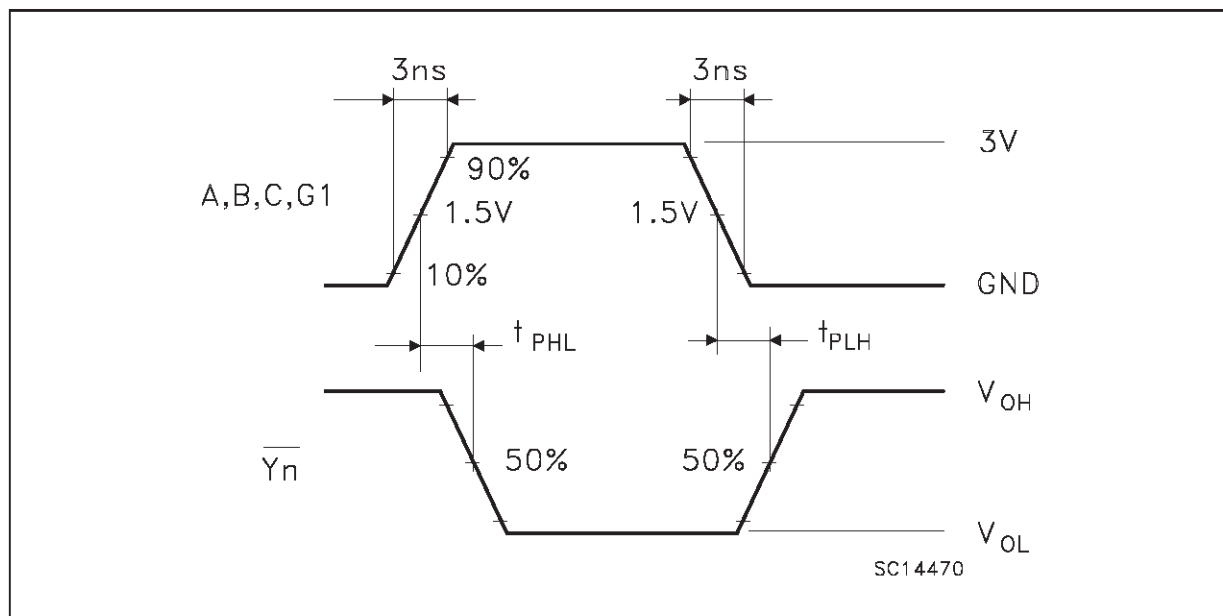 3ns 3ns
3V
90%
A,B,C,G1 1.5V 1.5V
10% GND
tPHL tPLH
VOH
Yn 50% 50%
VOL
SC14470